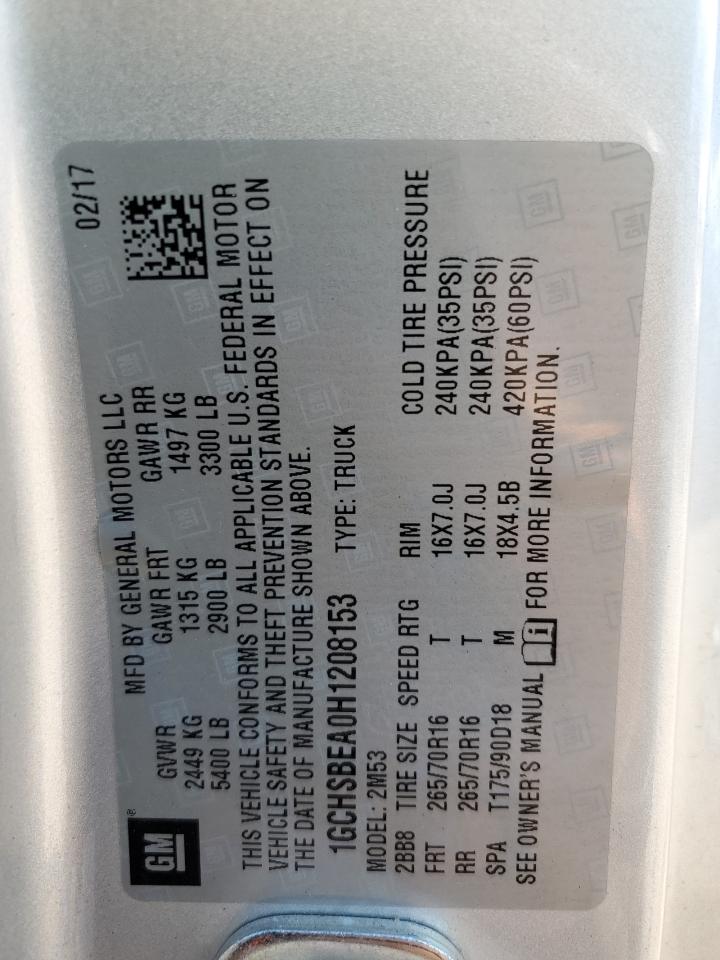 02/17
MFD BY GENERAL MOTORS LLC
GM®
GVWR GAWR FRT GAWR RR
2449 KG 1315 KG 1497 KG
5400 LB 2900 LB 3300 LB
THIS VEHICLE CONFORMS TO ALL APPLICABLE U.S. FEDERAL MOTOR
VEHICLE SAFETY AND THEFT PREVENTION STANDARDS IN EFFECT ON
THE DATE OF MANUFACTURE SHOWN ABOVE.
1GCHSBEA0H1208153 TYPE: TRUCK
MODEL: 2M53
2BB8 TIRE SIZE SPEED RTG RIM COLD TIRE PRESSURE
FRT 265/70R16 T 16X7.0J 240KPA(35PSI)
RR 265/70R16 T 16X7.0J 240KPA(35PSI)
SPA T175/90D18 M 18X4.5B 420KPA(60PSI)
SEE OWNER'S MANUAL i FOR MORE INFORMATION.